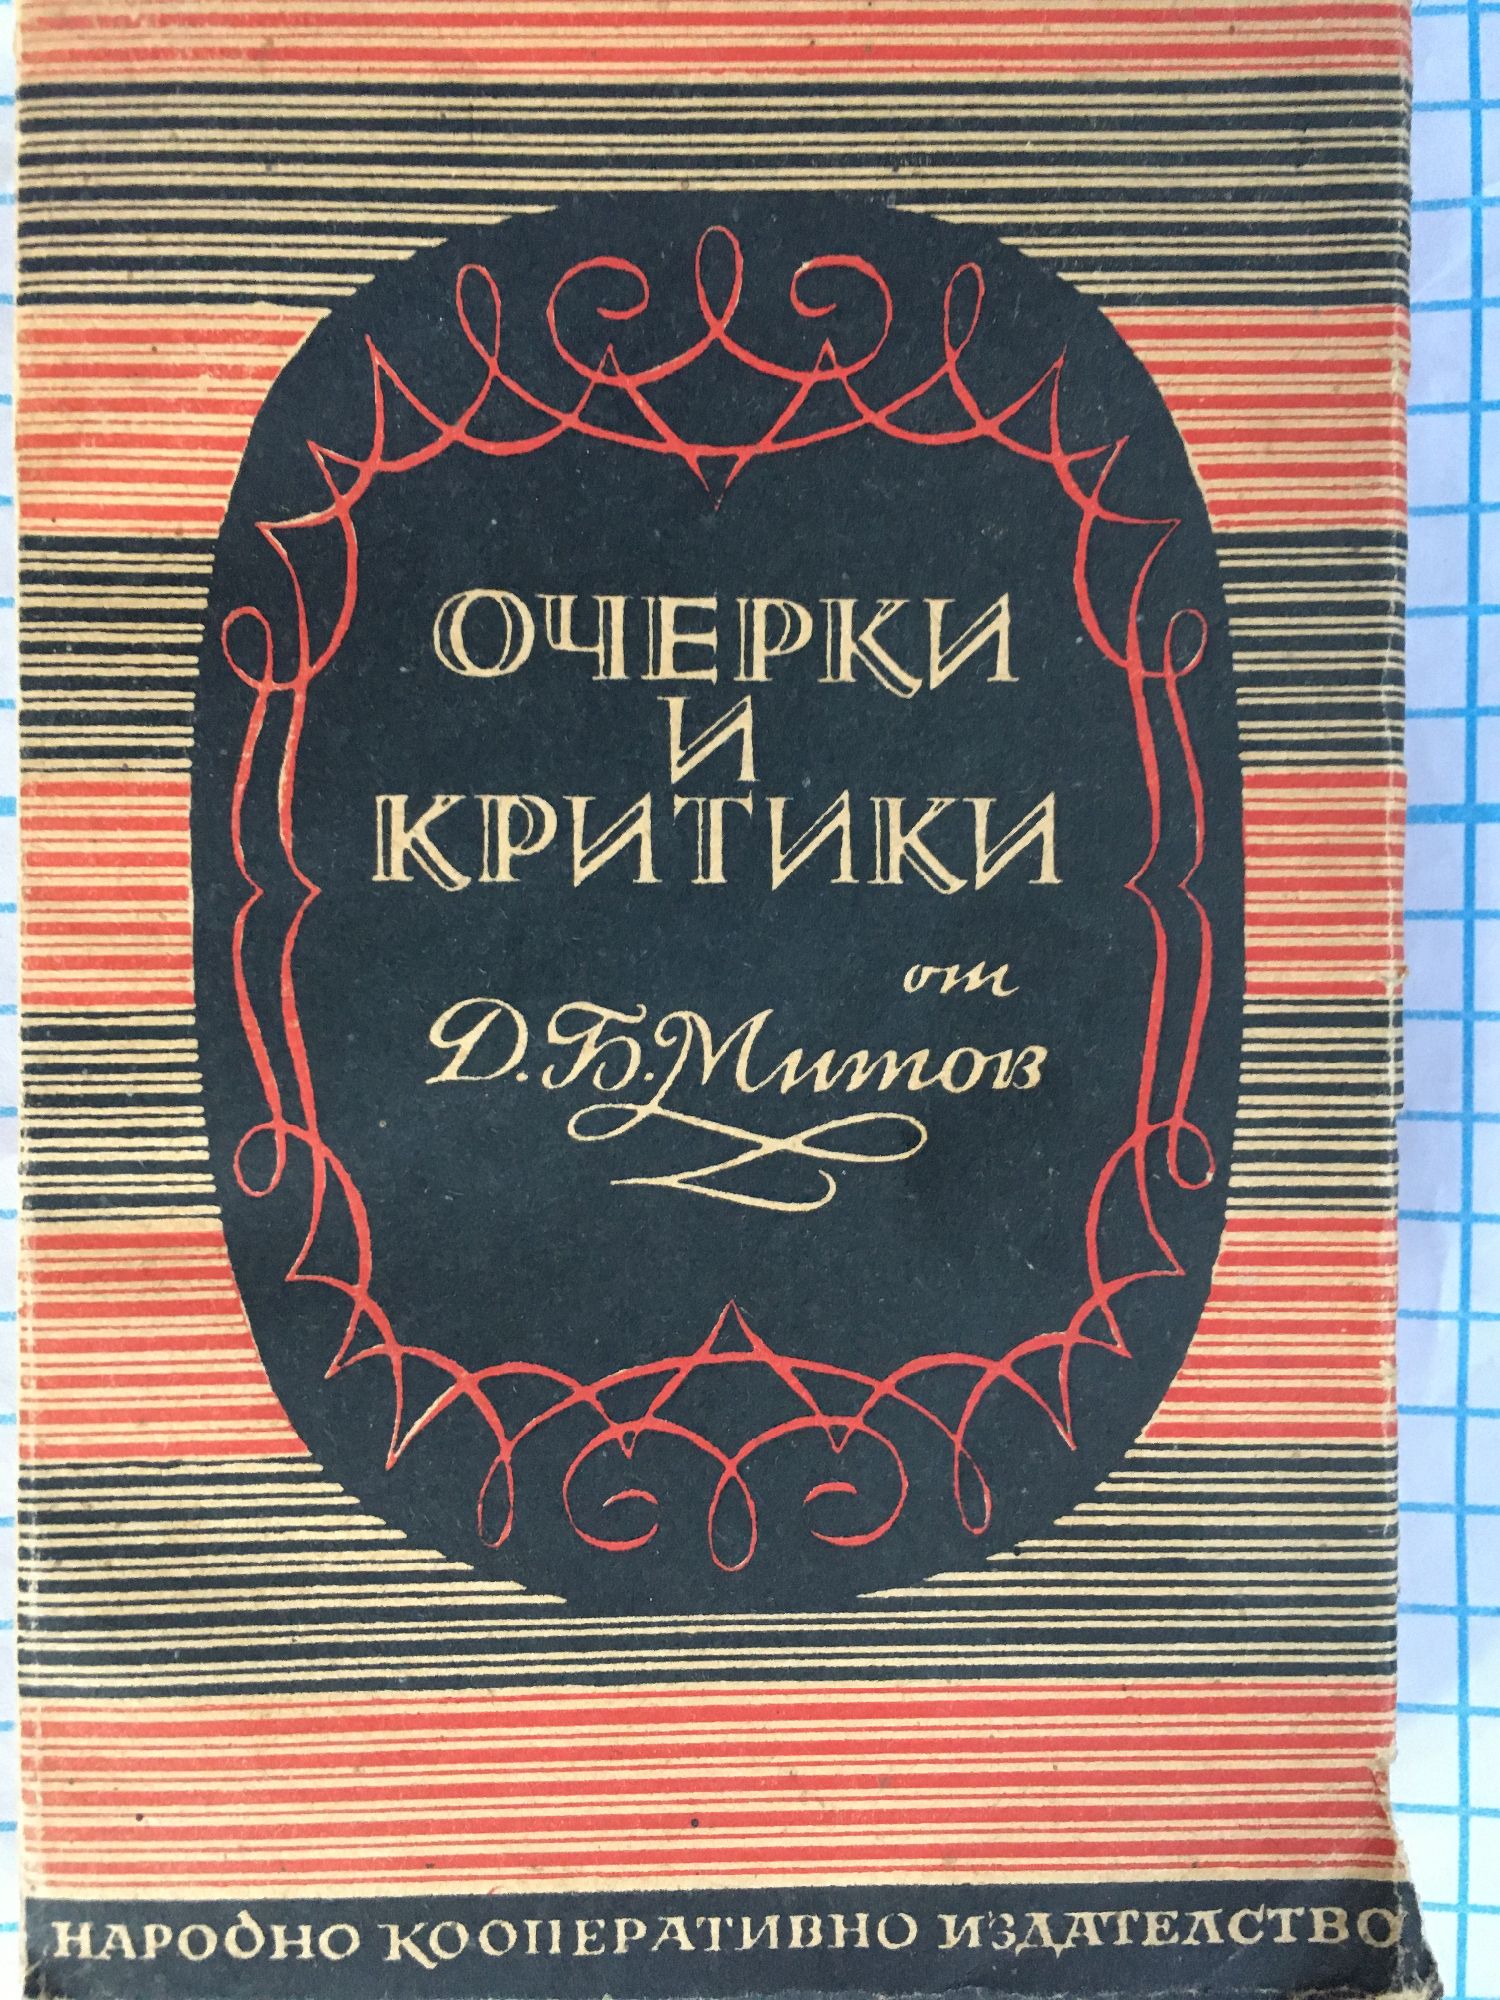 ОЧЕРКИ
И
КРИТИКИ
от
Д. Б. Митов
НАРОДНО КООПЕРАТИВНО ИЗДАТЕЛСТВО